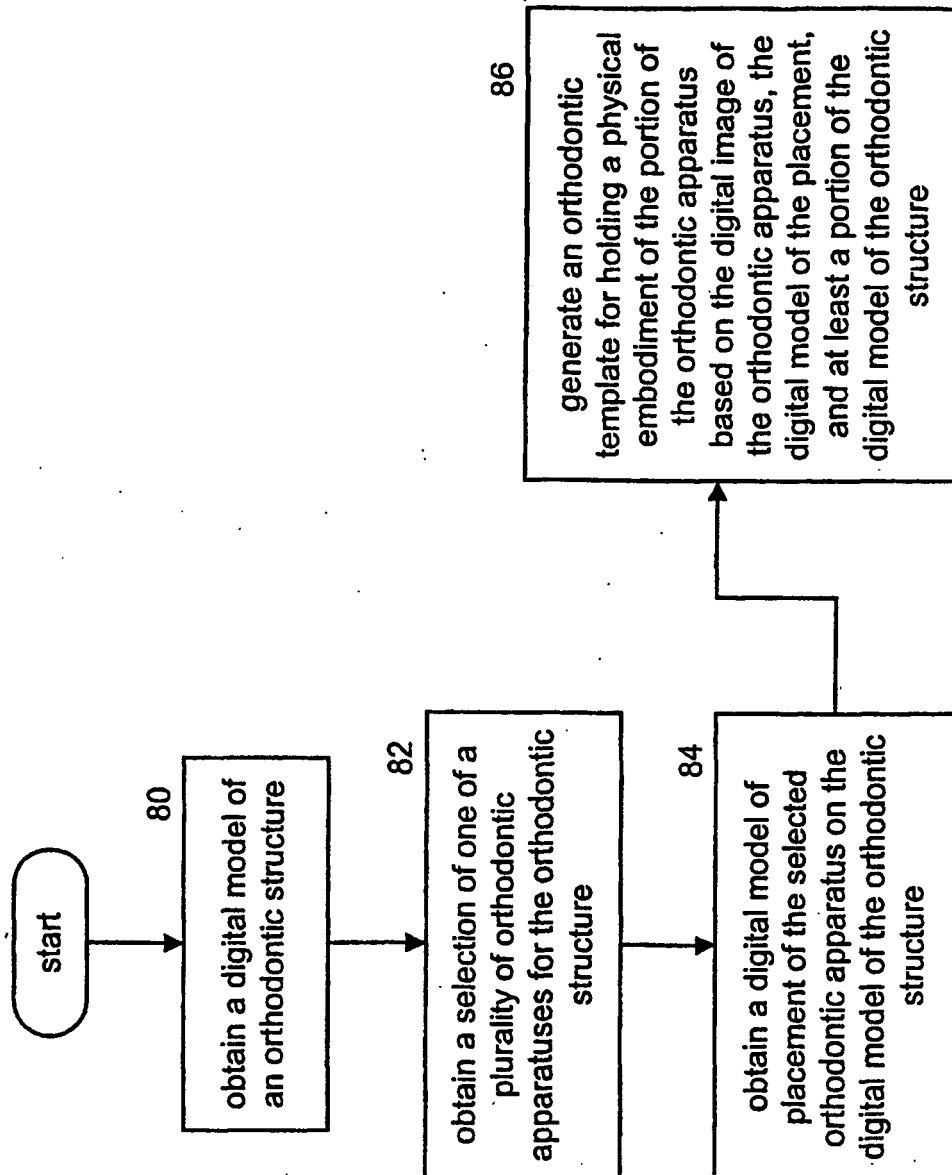 start
80
obtain a digital model of
an orthodontic structure
82
obtain a selection of one of a
plurality of orthodontic
apparatuses for the orthodontic
structure
84
obtain a digital model of
placement of the selected
orthodontic apparatus on the
digital model of the orthodontic
structure
86
generate an orthodontic
template for holding a physical
embodiment of the portion of
the orthodontic apparatus
based on the digital image of
the orthodontic apparatus, the
digital model of the placement,
and at least a portion of the
digital model of the orthodontic
structure